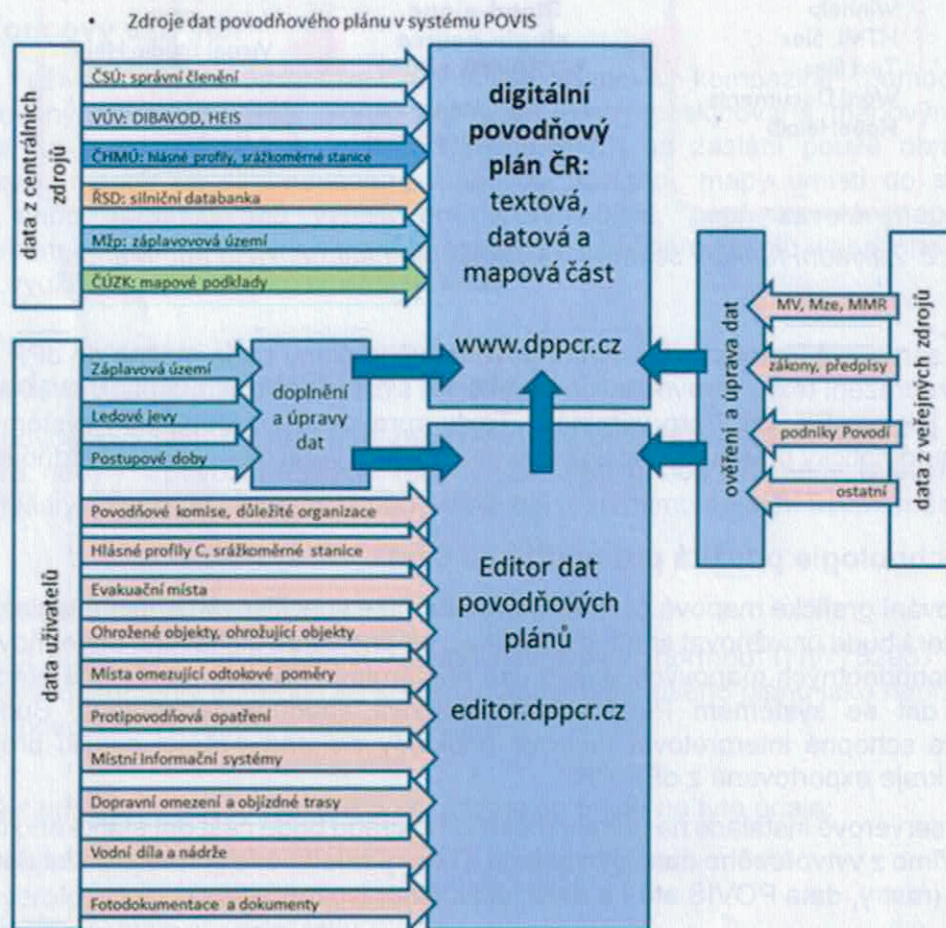 • Zdroje dat povodňového plánu v systému POVIS
data z centrálních
zdrojů
ČSÚ: správní členění
VÚV: DIBAVOD, HEIS
ČHMÚ: hlásné profily, srážkoměrné stanice
ŘSD: silniční databanka
Mžp: záplavovová území
ČÚZK: mapové podklady
digitální
povodňový
plán ČR:
textová,
datová a
mapová část
www.dppcr.cz
data uživatelů
Záplavová území
Ledové jevy
Postupové doby
doplnění
a úpravy
dat
Povodňové komise, důležité organizace
Hlásné profily C, srážkoměrné stanice
Evakuační místa
Ohrožené objekty, ohrožující objekty
Místa omezující odtokové poměry
Protipovodňová opatření
Místní informační systémy
Dopravní omezení a objízdné trasy
Vodní díla a nádrže
Fotodokumentace a dokumenty
Editor dat
povodňových
plánů
editor.dppcr.cz
ověření a úprava dat
MV, Mze, MMR
zákony, předpisy
podniky Povodí
ostatní
data z veřejných zdrojů